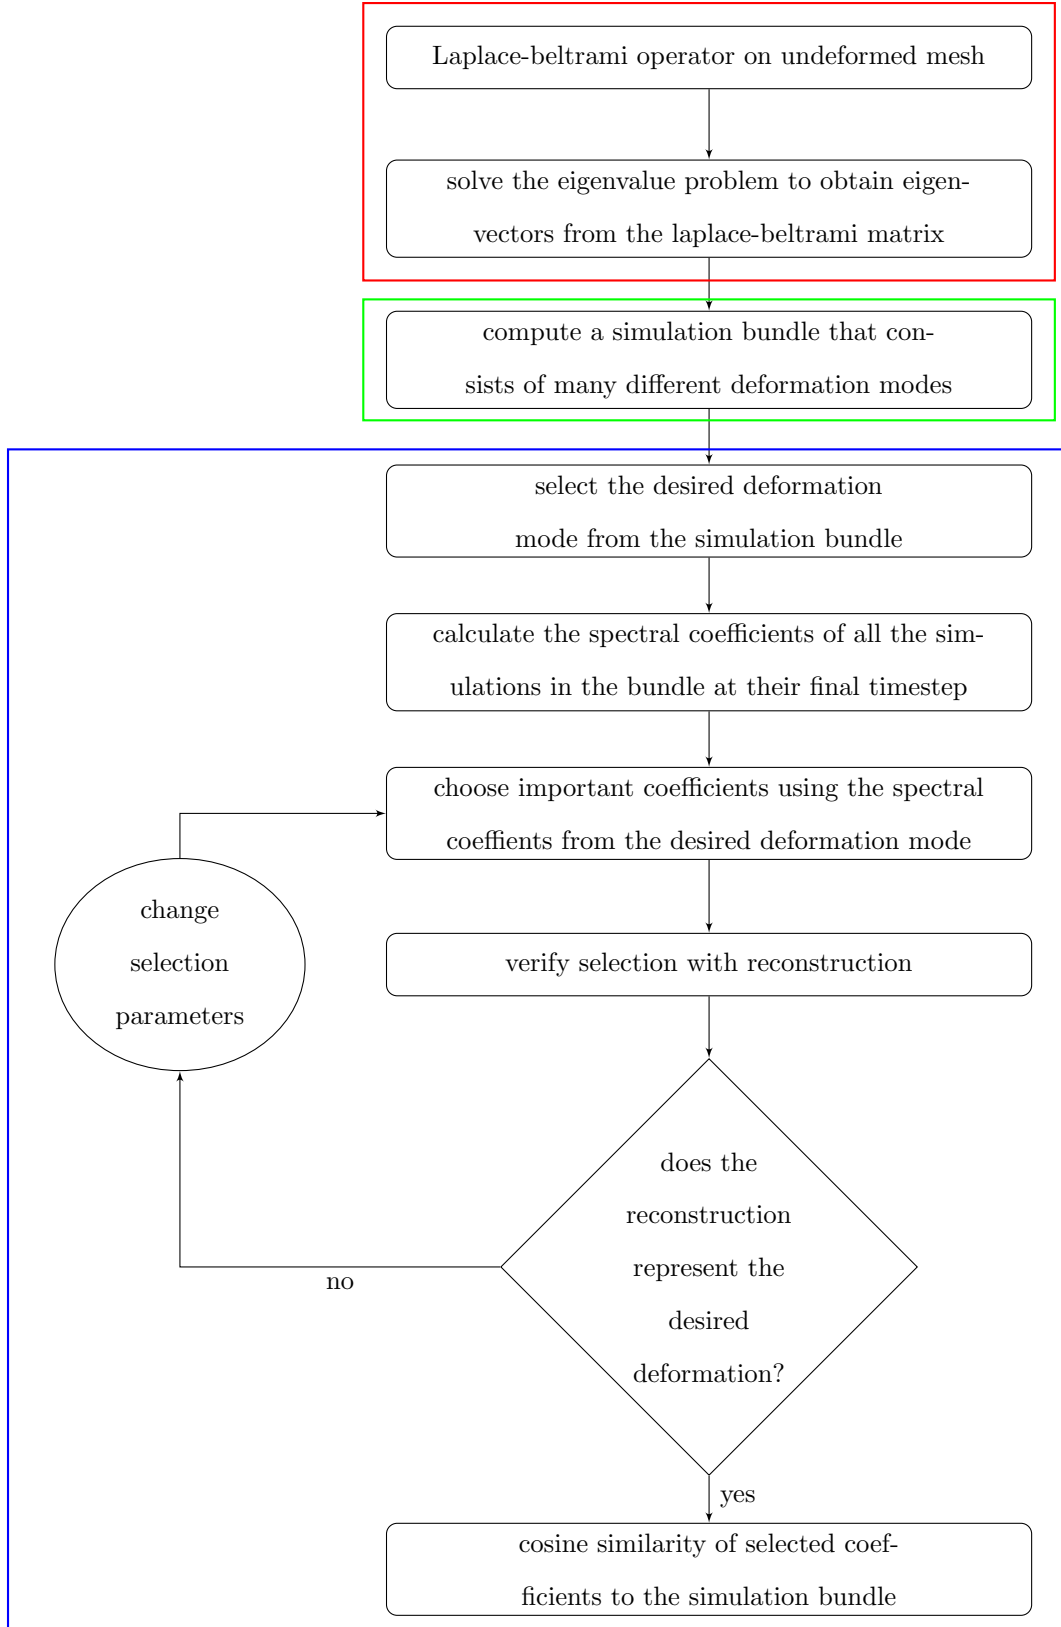 Laplace-beltrami operator on undeformed mesh
solve the eigenvalue problem to obtain eigen-
vectors from the laplace-beltrami matrix
compute a simulation bundle that con-
sists of many different deformation modes
select the desired deformation
mode from the simulation bundle
calculate the spectral coefficients of all the sim-
ulations in the bundle at their final timestep
choose important coefficients using the spectral
coeffients from the desired deformation mode
change
selection
parameters
verify selection with reconstruction
does the
reconstruction
represent the
desired
deformation?
no
yes
cosine similarity of selected coef-
ficients to the simulation bundle